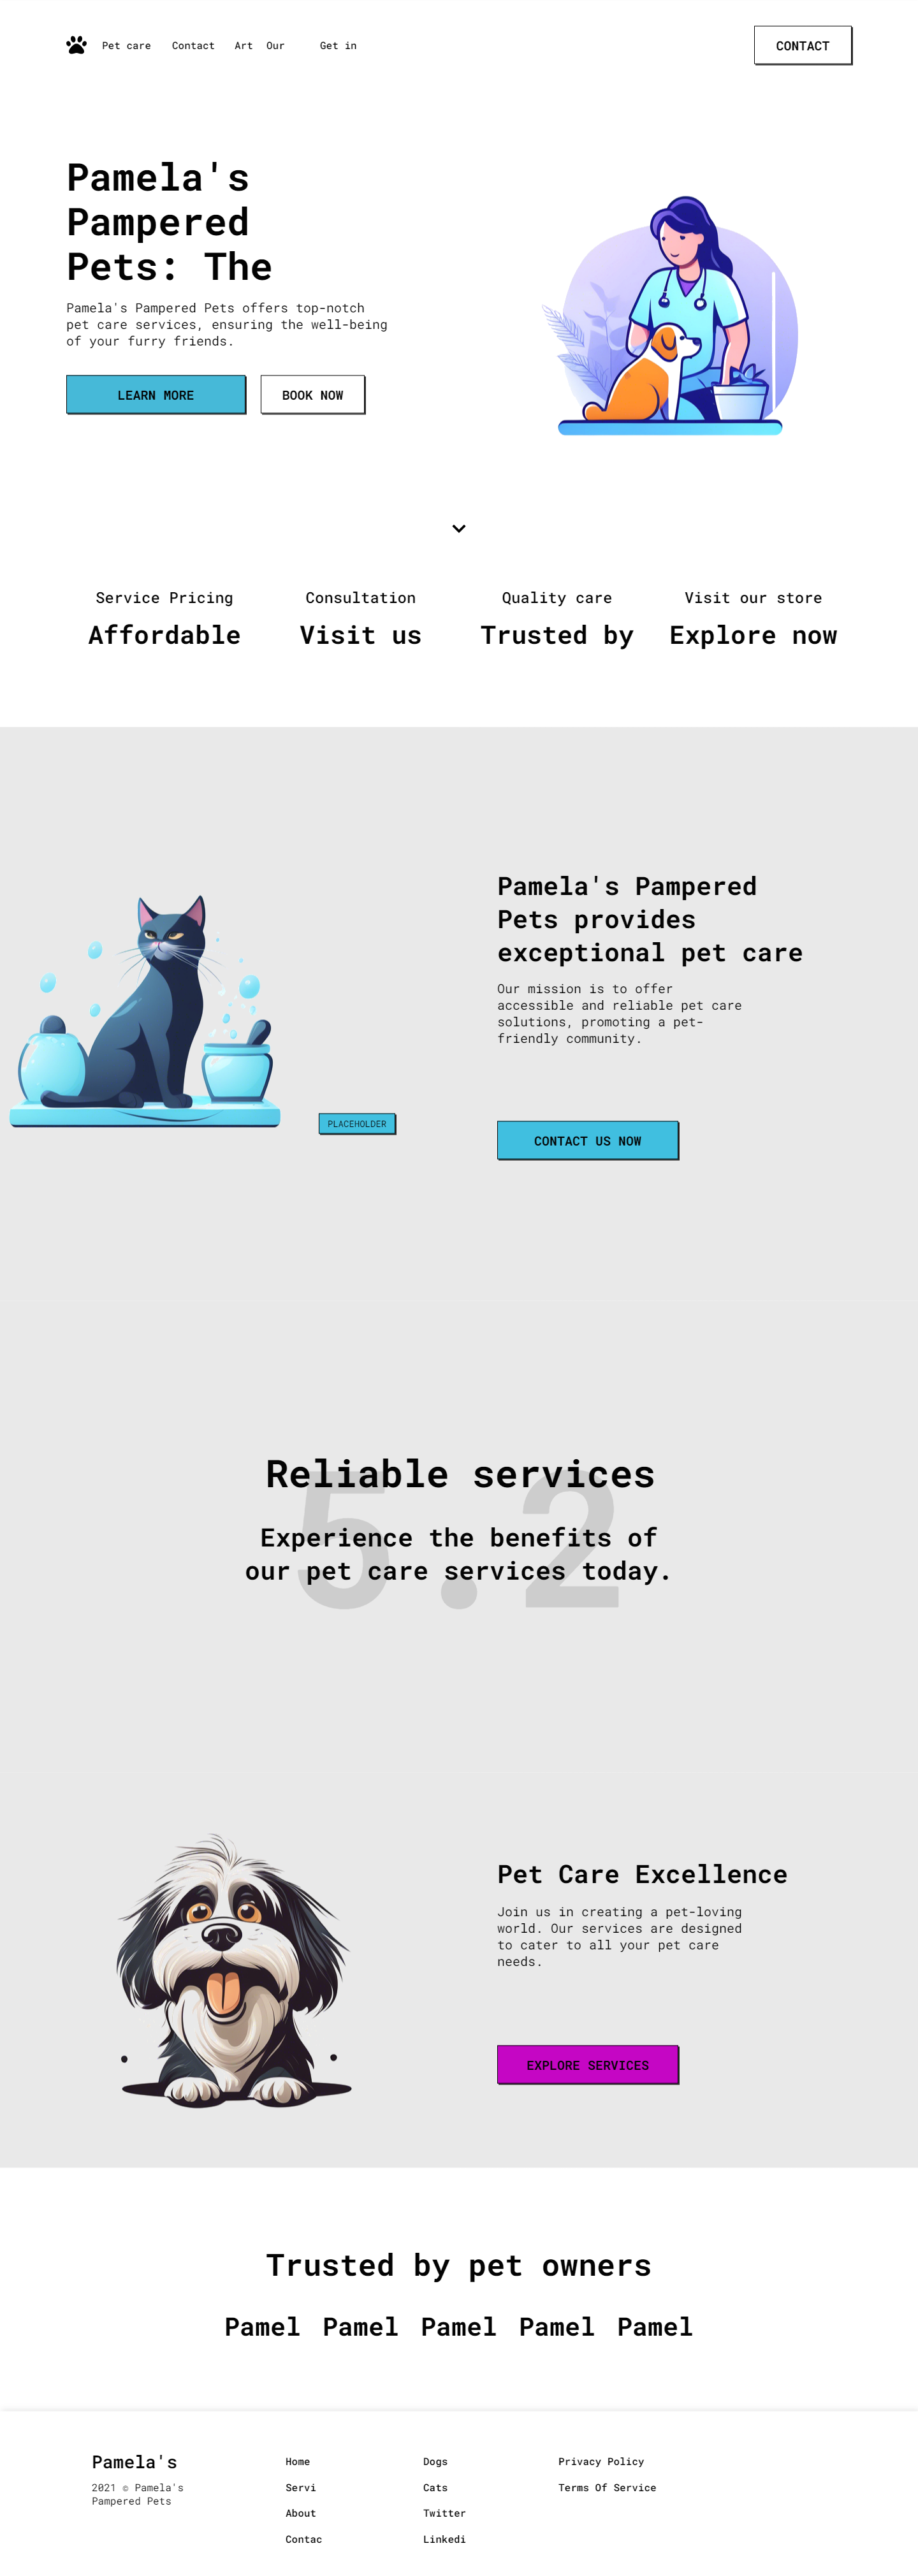 Pet care Contact Art Our Get in CONTACT
Pamela's
Pampered
Pets: The
Pamela's Pampered Pets offers top-notch
pet care services, ensuring the well-being
of your furry friends.
LEARN MORE BOOK NOW
Service Pricing Consultation Quality care Visit our store
Affordable Visit us Trusted by Explore now
Pamela's Pampered
Pets provides
exceptional pet care
Our mission is to offer
accessible and reliable pet care
solutions, promoting a pet-
friendly community.
PLACEHOLDER
CONTACT US NOW
5.2
Reliable services
Experience the benefits of
our pet care services today.
Pet Care Excellence
Join us in creating a pet-loving
world. Our services are designed
to cater to all your pet care
needs.
EXPLORE SERVICES
Trusted by pet owners
Pamel Pamel Pamel Pamel Pamel
Pamela's
2021 © Pamela's
Pampered Pets
Home
Servi
About
Contac
Dogs
Cats
Twitter
Linkedi
Privacy Policy
Terms Of Service